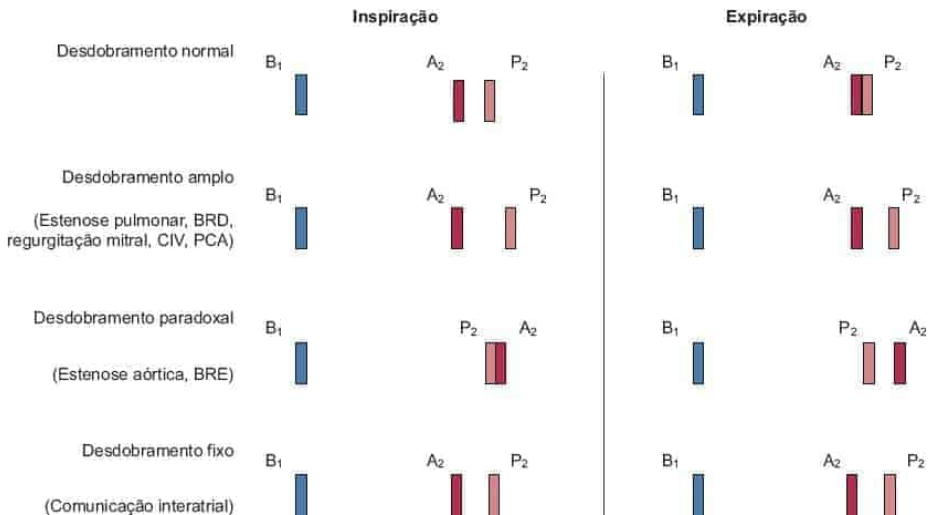 Inspiração Expiração
Desdobramento normal
B₁ A₂ P₂ B₁ A₂ P₂
Desdobramento amplo
B₁ A₂ P₂ B₁ A₂ P₂
(Estenose pulmonar, BRD,
regurgitação mitral, CIV, PCA)
Desdobramento paradoxal
B₁ P₂ A₂ B₁ P₂ A₂
(Estenose aórtica, BRE)
Desdobramento fixo
B₁ A₂ P₂ B₁ A₂ P₂
(Comunicação interatrial)